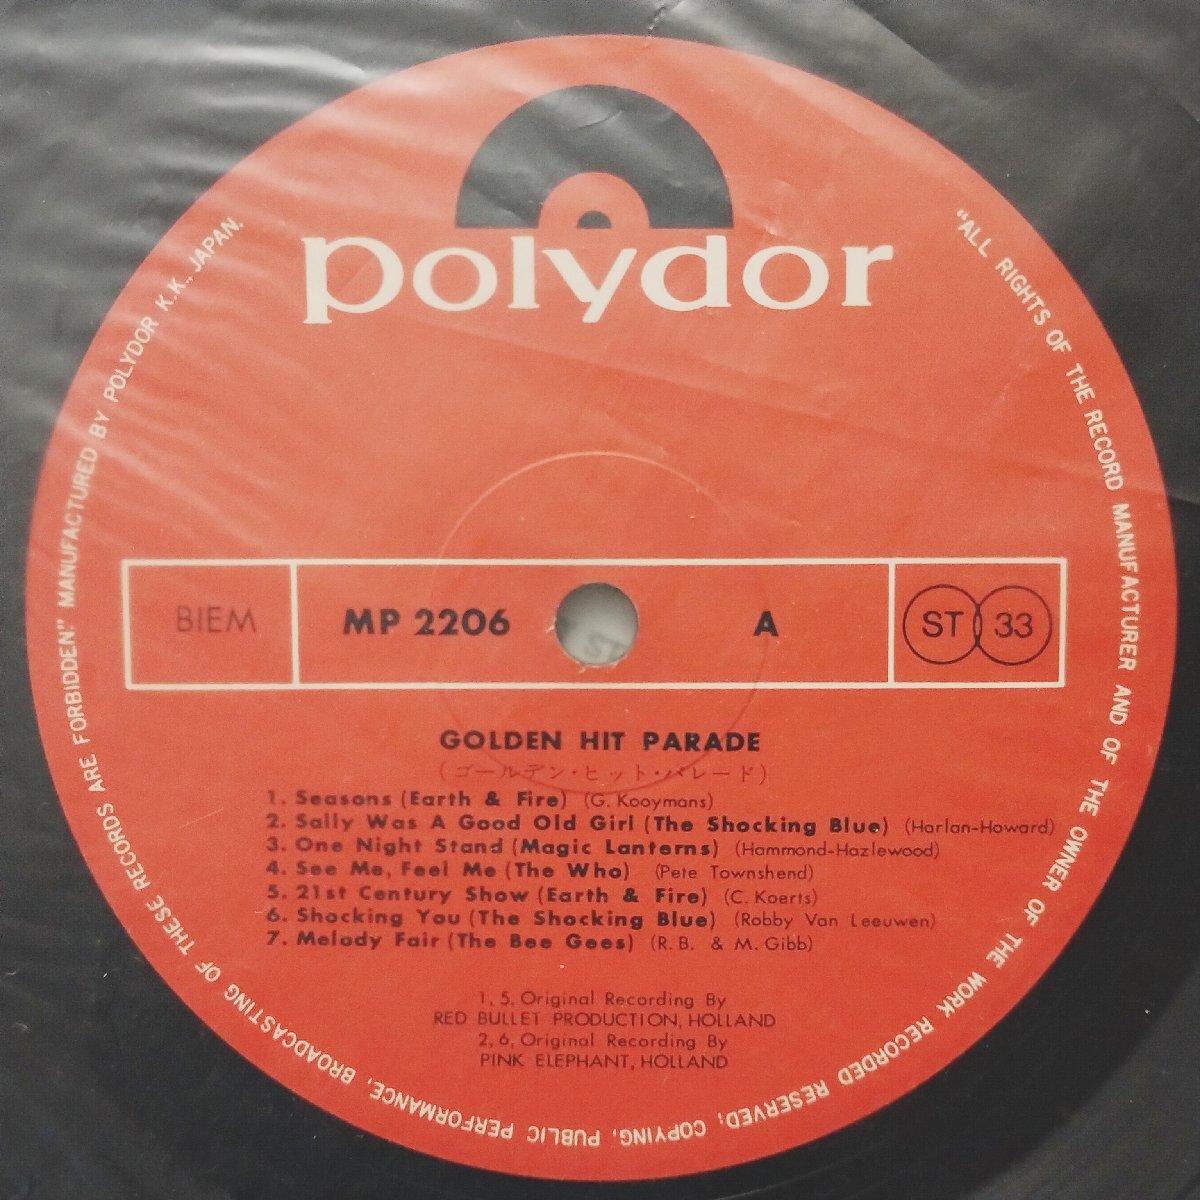 polydor
BIEM
MP 2206
A
ST 33
GOLDEN HIT PARADE
(ゴールデン・ヒット・パレード)
1. Seasons (Earth & Fire) (G. Kooymans)
2. Sally Was A Good Old Girl (The Shocking Blue) (Harlan-Howard)
3. One Night Stand (Magic Lanterns) (Hammond-Hazlewood)
4. See Me, Feel Me (The Who) (Pete Townshend)
5. 21st Century Show (Earth & Fire) (C. Koerts)
6. Shocking You (The Shocking Blue) (Robby Van Leeuwen)
7. Melody Fair (The Bee Gees) (R.B. & M. Gibb)
1, 5, Original Recording By
RED BULLET PRODUCTION, HOLLAND
2, 6, Original Recording By
PINK ELEPHANT, HOLLAND
"ALL RIGHTS OF THE RECORD MANUFACTURER AND OF THE OWNER OF THE WORK RECORDED RESERVED; COPYING, PUBLIC PERFORMANCE, BROADCASTING OF THESE RECORDS ARE FORBIDDEN." MANUFACTURED BY POLYDOR K.K., JAPAN.